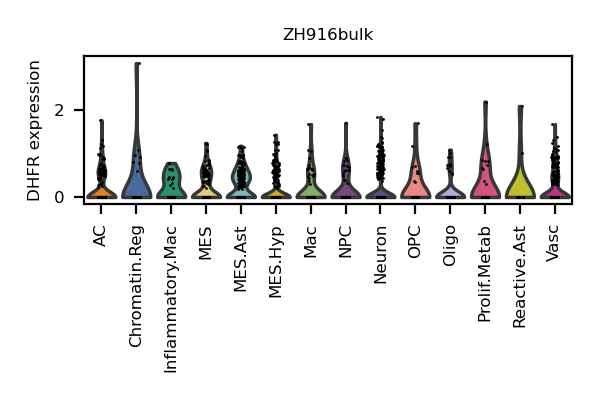 ZH916bulk
DHFR expression
2
0
AC
Chromatin.Reg
Inflammatory.Mac
MES
MES.Ast
MES.Hyp
Mac
NPC
Neuron
OPC
Oligo
Prolif.Metab
Reactive.Ast
Vasc